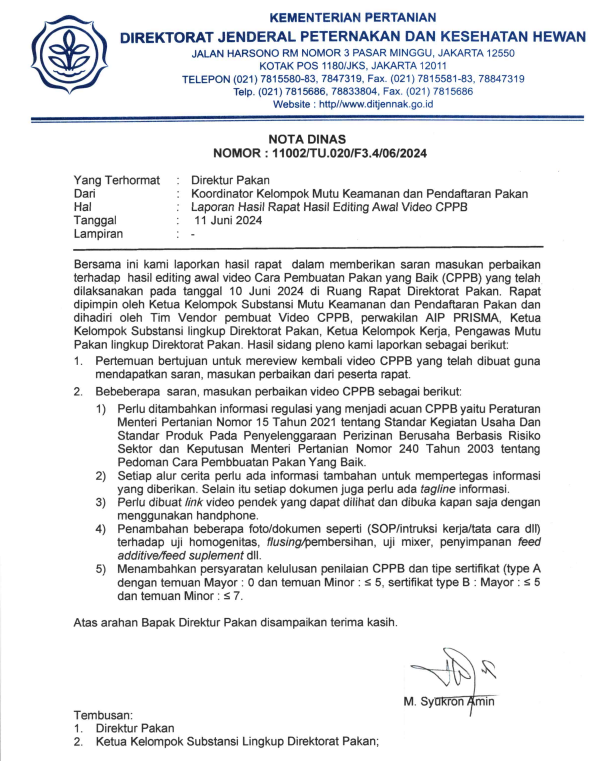 KEMENTERIAN PERTANIAN
DIREKTORAT JENDERAL PETERNAKAN DAN KESEHATAN HEWAN
JALAN HARSONO RM NOMOR 3 PASAR MINGGU, JAKARTA 12550
KOTAK POS 1180/JKS, JAKARTA 12011
TELEPON (021) 7815580-83, 7847319, Fax. (021) 7815581-83, 78847319
Telp. (021) 7815686, 78833804, Fax. (021) 7815686
Website : http//www.ditjennak.go.id
NOTA DINAS
NOMOR : 11002/TU.020/F3.4/06/2024
Yang Terhormat : Direktur Pakan
Dari : Koordinator Kelompok Mutu Keamanan dan Pendaftaran Pakan
Hal : Laporan Hasil Rapat Hasil Editing Awal Video CPPB
Tanggal : 11 Juni 2024
Lampiran : -
Bersama ini kami laporkan hasil rapat dalam memberikan saran masukan perbaikan
terhadap hasil editing awal video Cara Pembuatan Pakan yang Baik (CPPB) yang telah
dilaksanakan pada tanggal 10 Juni 2024 di Ruang Rapat Direktorat Pakan. Rapat
dipimpin oleh Ketua Kelompok Substansi Mutu Keamanan dan Pendaftaran Pakan dan
dihadiri oleh Tim Vendor pembuat Video CPPB, perwakilan AIP PRISMA, Ketua
Kelompok Substansi lingkup Direktorat Pakan, Ketua Kelompok Kerja, Pengawas Mutu
Pakan lingkup Direktorat Pakan. Hasil sidang pleno kami laporkan sebagai berikut:
1. Pertemuan bertujuan untuk mereview kembali video CPPB yang telah dibuat guna
mendapatkan saran, masukan perbaikan dari peserta rapat.
2. Bebeberapa saran, masukan perbaikan video CPPB sebagai berikut:
1) Perlu ditambahkan informasi regulasi yang menjadi acuan CPPB yaitu Peraturan
Menteri Pertanian Nomor 15 Tahun 2021 tentang Standar Kegiatan Usaha Dan
Standar Produk Pada Penyelenggaraan Perizinan Berusaha Berbasis Risiko
Sektor dan Keputusan Menteri Pertanian Nomor 240 Tahun 2003 tentang
Pedoman Cara Pembbuatan Pakan Yang Baik.
2) Setiap alur cerita perlu ada informasi tambahan untuk mempertegas informasi
yang diberikan. Selain itu setiap dokumen juga perlu ada tagline informasi.
3) Perlu dibuat link video pendek yang dapat dilihat dan dibuka kapan saja dengan
menggunakan handphone.
4) Penambahan beberapa foto/dokumen seperti (SOP/intruksi kerja/tata cara dll)
terhadap uji homogenitas, flusing/pembersihan, uji mixer, penyimpanan feed
additive/feed suplement dll.
5) Menambahkan persyaratan kelulusan penilaian CPPB dan tipe sertifikat (type A
dengan temuan Mayor : 0 dan temuan Minor : ≤ 5, sertifikat type B : Mayor : ≤ 5
dan temuan Minor : ≤ 7.
Atas arahan Bapak Direktur Pakan disampaikan terima kasih.
M. Syukron Amin
Tembusan:
1. Direktur Pakan
2. Ketua Kelompok Substansi Lingkup Direktorat Pakan;